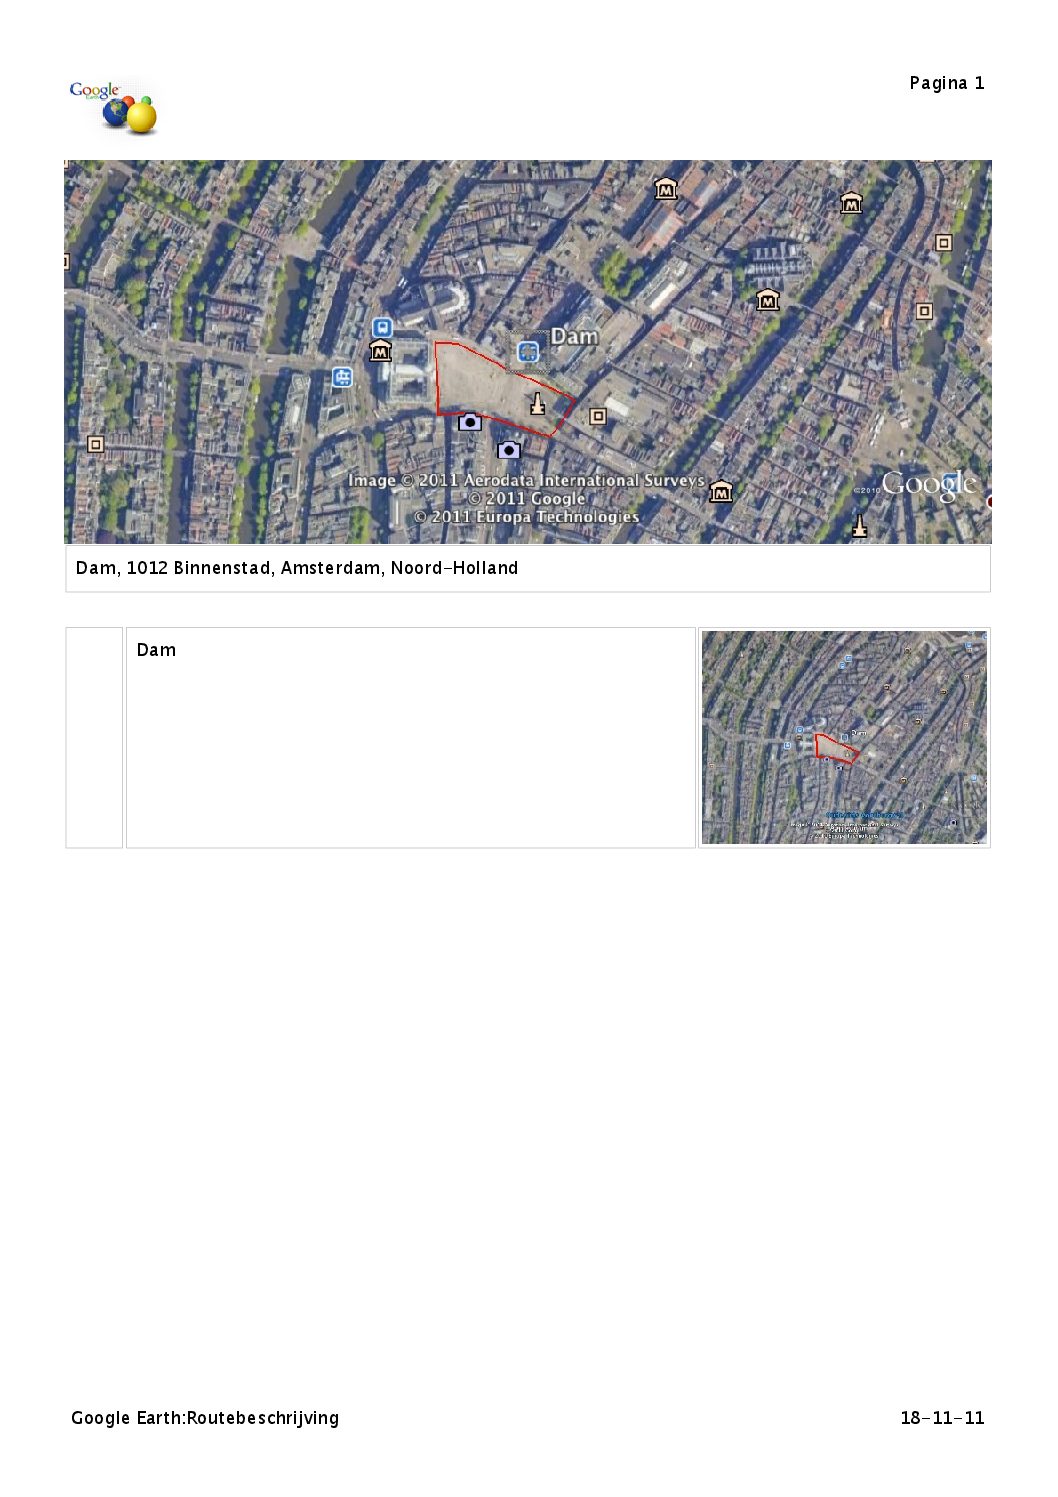 Google
Earth
Pagina 1
Dam
Image © 2011 Aerodata International Surveys
© 2011 Google
© 2011 Europa Technologies
©2010 Google
Dam, 1012 Binnenstad, Amsterdam, Noord-Holland
Dam
Dam
Google Earth:Routebeschrijving
18-11-11